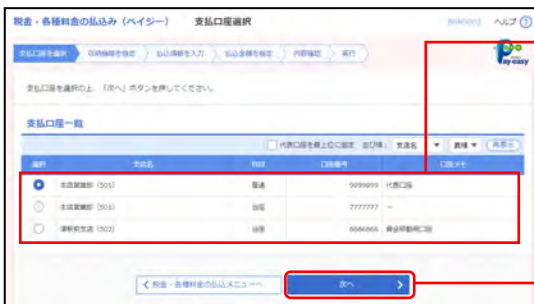 税金・各種料金の払込み（ペイジー） 支払口座選択 ヘルプ
支払口座を選択 収納機関を指定 払込情報を入力 払込金額を指定 内容確認 実行
Pay-easy
支払口座を選択の上、「次へ」ボタンを押してください。
支払口座一覧
代表口座を最上位に固定 並び順： 支店名 昇順 再表示
選択 支店名 科目 口座番号 口座メモ
本店営業部（501） 普通 9999999 代表口座
本店営業部（501） 当座 7777777 －
（502） 当座 6666666 資金移動用口座
税金・各種料金の払込メニューへ 次へ